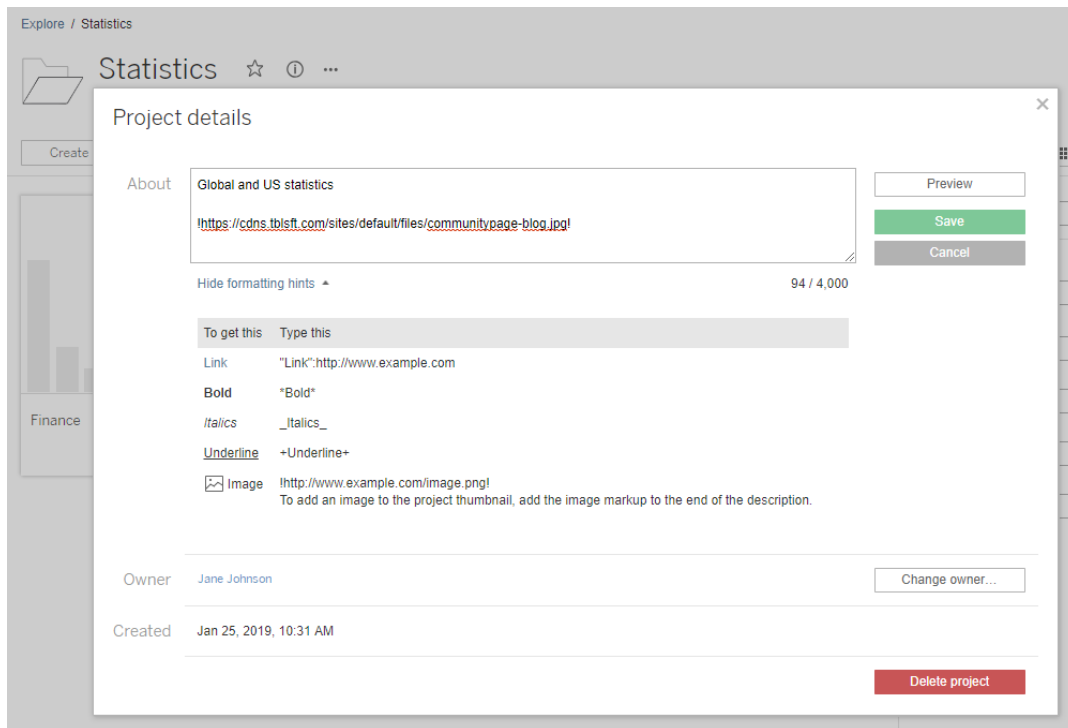 Explore / Statistics
Statistics
Project details
Create
About
Global and US statistics
!https://cdns.tblsft.com/sites/default/files/communitypage-blog.jpg!
Preview
Save
Cancel
Hide formatting hints
94 / 4,000
To get this Type this
Link "Link":http://www.example.com
Bold *Bold*
Italics _Italics_
Underline +Underline+
Image !http://www.example.com/image.png!
To add an image to the project thumbnail, add the image markup to the end of the description.
Finance
Owner Jane Johnson Change owner...
Created Jan 25, 2019, 10:31 AM
Delete project